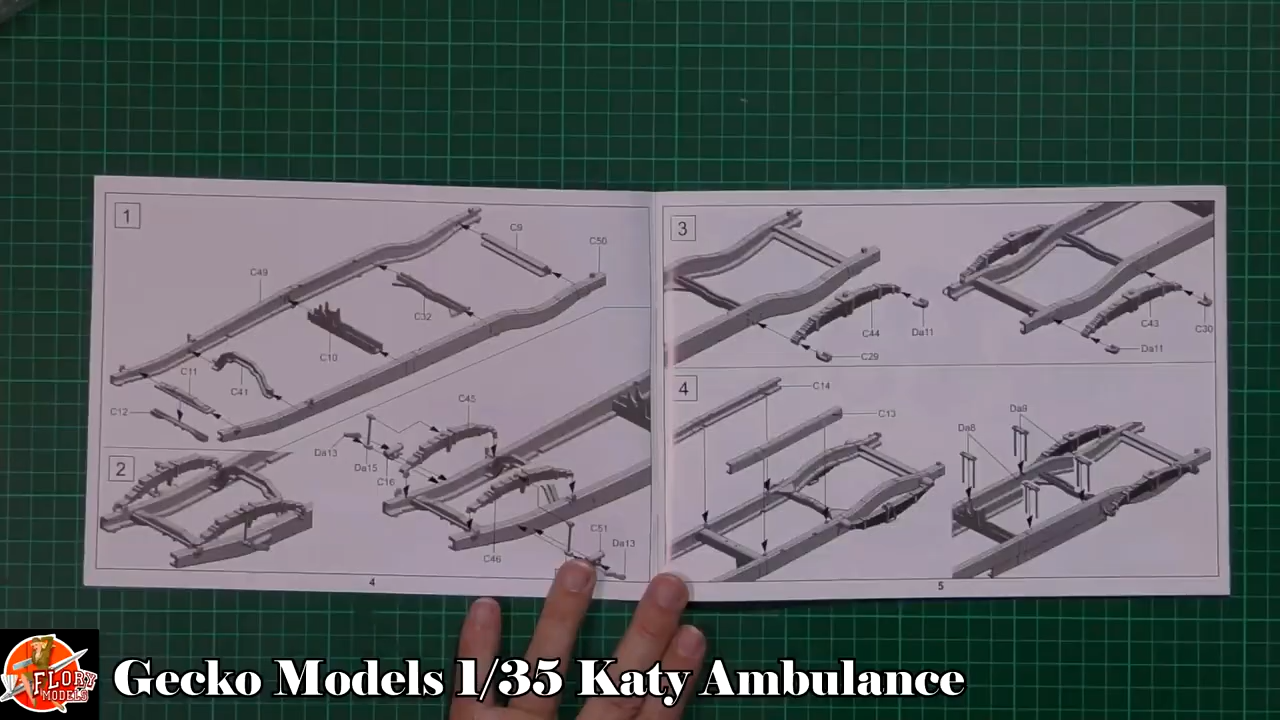 1
C9
C50
C49
C32
C10
C11
C41
C12
2
C45
Da13
Da15
C16
C46
C51
Da13
4
3
C44
Da11
C29
C43
C30
Da11
4
C14
C13
Da8
Da9
5
FLORY
MODELS
Gecko Models 1/35 Katy Ambulance